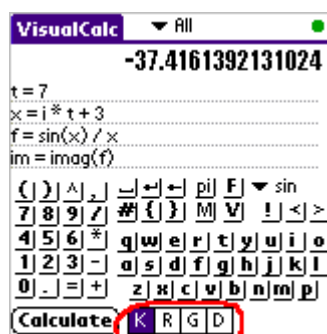 VisualCalc All
-37.4161392131024
t = 7
x = i * t + 3
f = sin(x) / x
im = imag(f)
( ) ^ , pi F sin
7 8 9 / # { } M V ! < >
4 5 6 * q w e r t y u i o
1 2 3 - a s d f g h j k l
0 . = + z x c v b n m p
Calculate K R G D